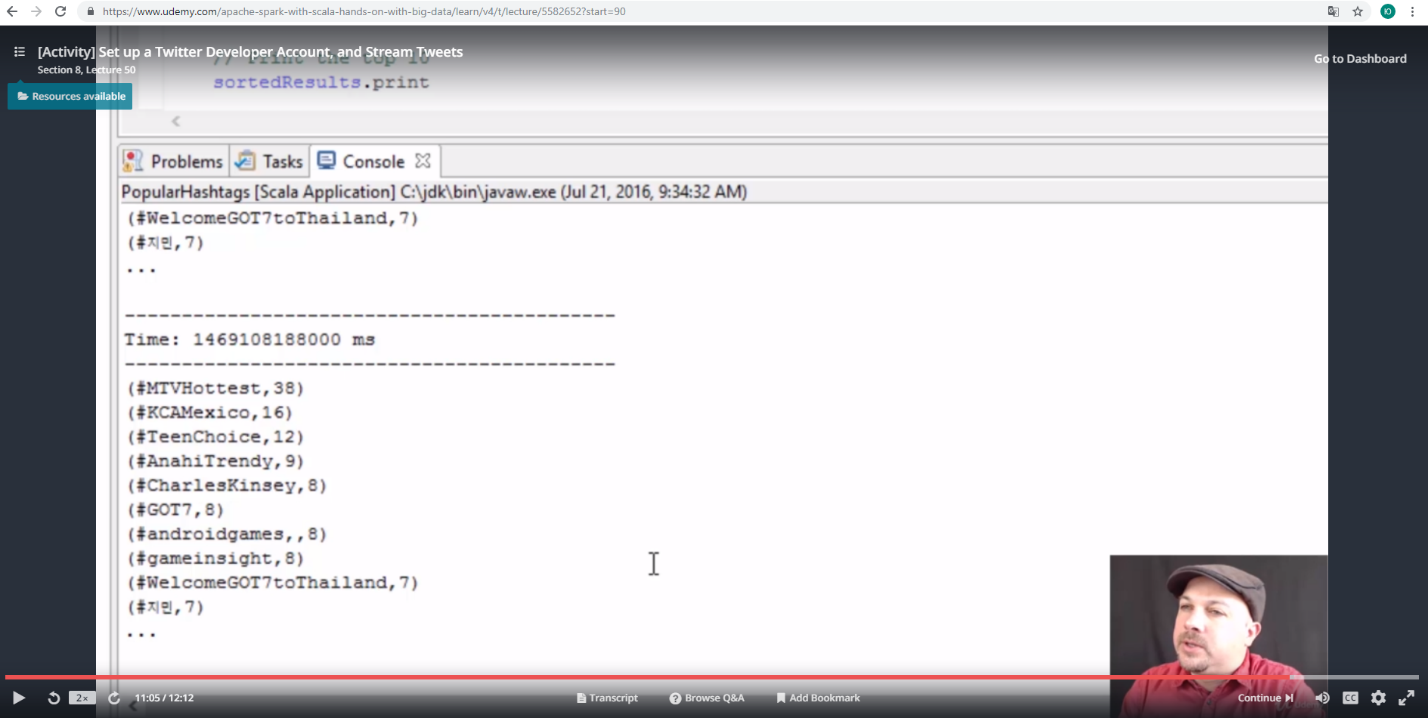 https://www.udemy.com/apache-spark-with-scala-hands-on-with-big-data/learn/v4/t/lecture/5582652?start=90
Ю
[Activity] Set up a Twitter Developer Account, and Stream Tweets
Section 8, Lecture 50
Go to Dashboard
// Print the top 10
sortedResults.print
Resources available
Problems Tasks Console
PopularHashtags [Scala Application] C:\jdk\bin\javaw.exe (Jul 21, 2016, 9:34:32 AM)
(#WelcomeGOT7toThailand,7)
(#지민,7)
...
-------------------------------------------
Time: 1469108188000 ms
-------------------------------------------
(#MTVHottest,38)
(#KCAMexico,16)
(#TeenChoice,12)
(#AnahiTrendy,9)
(#CharlesKinsey,8)
(#GOT7,8)
(#androidgames,,8)
(#gameinsight,8)
(#WelcomeGOT7toThailand,7)
(#지민,7)
...
2x 11:05 / 12:12 Transcript Browse Q&A Add Bookmark Continue CC